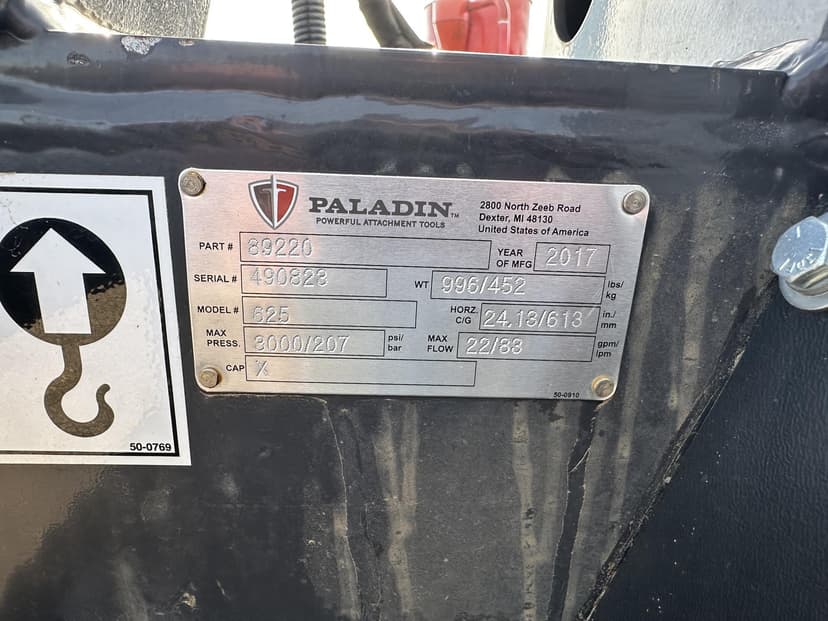 PALADIN™
POWERFUL ATTACHMENT TOOLS
2800 North Zeeb Road
Dexter, MI 48130
United States of America
PART # 89220
YEAR OF MFG 2017
SERIAL # 490823
WT 996/452 lbs/kg
MODEL # 625
HORZ. C/G 24.13/613 in./mm
MAX PRESS. 3000/207 psi/bar
MAX FLOW 22/83 gpm/lpm
CAP X
50-0910
50-0769